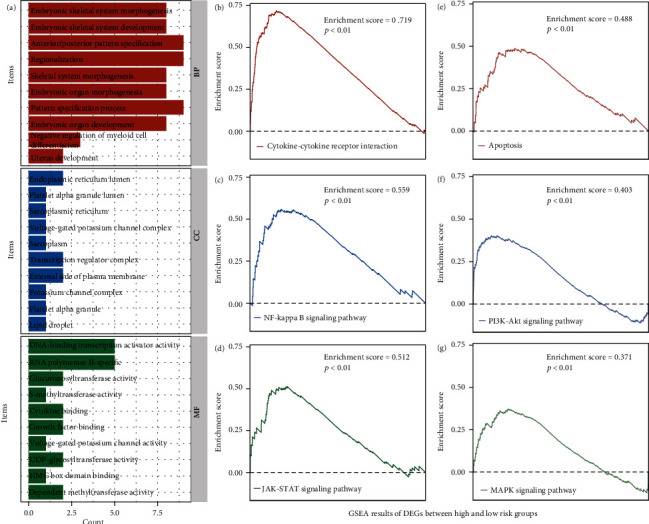 (a)
Items
Embryonic skeletal system morphogenesis
Embryonic skeletal system development
Anterior/posterior pattern specification
Regionalization
Skeletal system morphogenesis
Embryonic organ morphogenesis
Pattern specification process
Embryonic organ development
Negative regulation of myeloid cell
differentiation
Uterus development
BP
Items
Endoplasmic reticulum lumen
Platelet alpha granule lumen
Sarcoplasmic reticulum
Voltage-gated potassium channel complex
Sarcoplasm
Transcription regulator complex
External side of plasma membrane
Potassium channel complex
Platelet alpha granule
Lipid droplet
CC
Items
DNA-binding transcription activator activity
RNA polymerase II-specific
Glucuronosyltransferase activity
S-methyltransferase activity
Cytokine binding
Growth factor binding
Voltage-gated potassium channel activity
UDP-glycosyltransferase activity
HMG box domain binding
Dependent methyltransferase activity
MF
0.0 2.5 5.0 7.5
Count
(b)
Enrichment score
0.75
0.50
0.25
0.00
Enrichment score = 0.719
p < 0.01
Cytokine-cytokine receptor interaction
(c)
Enrichment score
0.75
0.50
0.25
0.00
Enrichment score = 0.559
p < 0.01
NF-kappa B signaling pathway
(d)
Enrichment score
0.75
0.50
0.25
0.00
Enrichment score = 0.512
p < 0.01
JAK-STAT signaling pathway
(e)
Enrichment score
0.75
0.50
0.25
0.00
Enrichment score = 0.488
p < 0.01
Apoptosis
(f)
Enrichment score
0.75
0.50
0.25
0.00
Enrichment score = 0.403
p < 0.01
PI3K-Akt signaling pathway
(g)
Enrichment score
0.75
0.50
0.25
0.00
Enrichment score = 0.371
p < 0.01
MAPK signaling pathway
GSEA results of DEGs between high and low risk groups